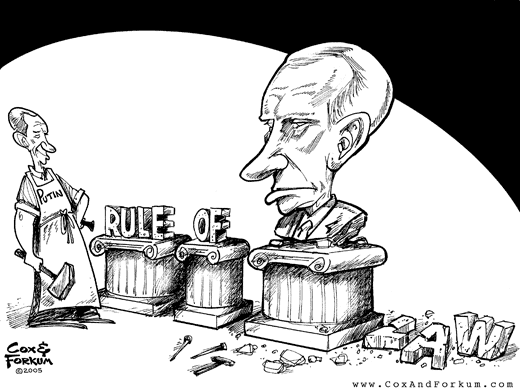 PUTIN
RULE OF
LAW
COX &
FORKUM
©2005
www.CoxAndForkum.com